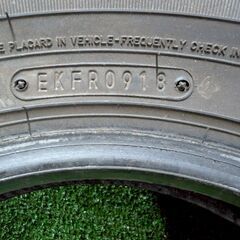 E PLACARD IN VEHICLE-FREQUENTLY CHECK IN
EKFR0918